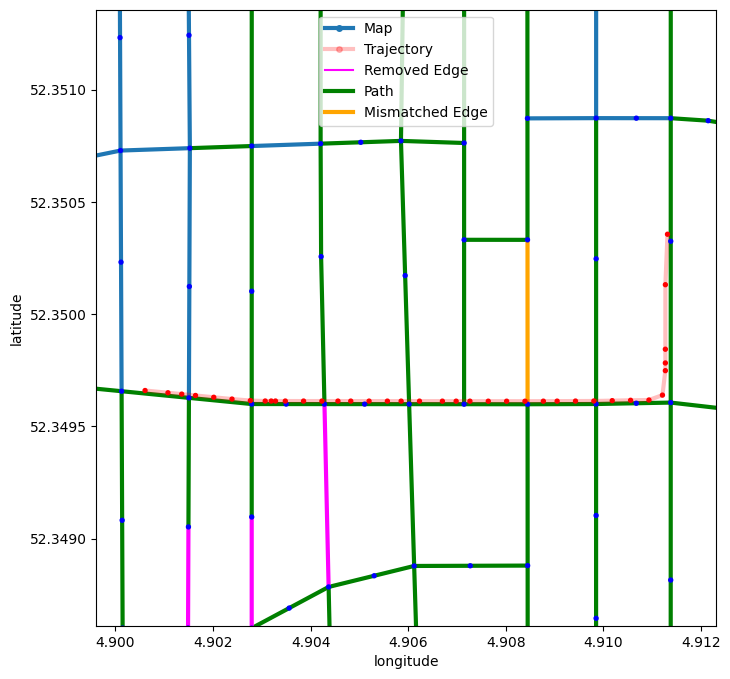 Map
Trajectory
Removed Edge
Path
Mismatched Edge
52.3510
52.3505
52.3500
52.3495
52.3490
latitude
4.900 4.902 4.904 4.906 4.908 4.910 4.912
longitude